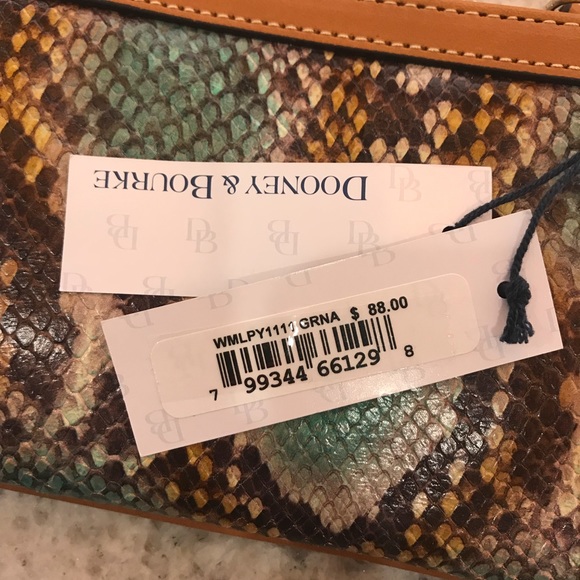 DOONEY & BOURKE
WMLPY1111 GRNA $ 88.00
7 99344 66129 8